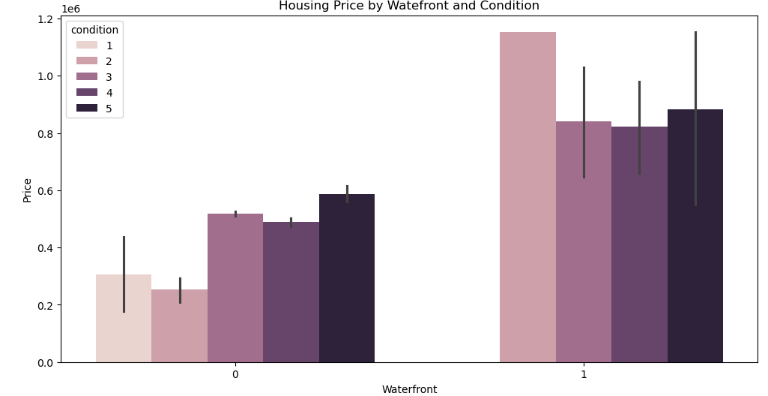 Housing Price by Watefront and Condition
1e6
1.2
1.0
0.8
0.6
0.4
0.2
0.0
Price
condition
1
2
3
4
5
0
1
Waterfront